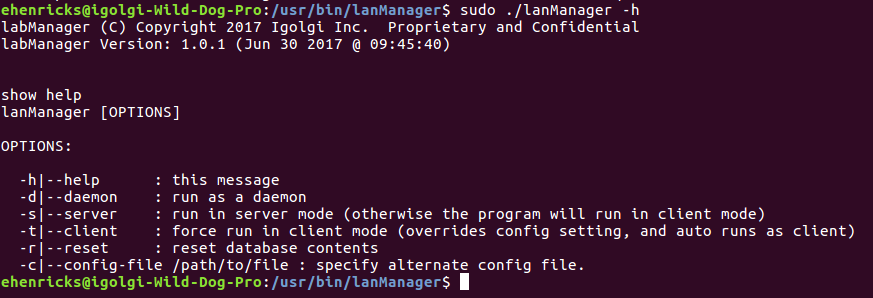 ehenricks@igolgi-Wild-Dog-Pro:/usr/bin/lanManager$ sudo ./lanManager -h
labManager (C) Copyright 2017 Igolgi Inc.  Proprietary and Confidential
labManager Version: 1.0.1 (Jun 30 2017 @ 09:45:40)
show help
lanManager [OPTIONS]
OPTIONS:
-h|--help      : this message
-d|--daemon    : run as a daemon
-s|--server    : run in server mode (otherwise the program will run in client mode)
-t|--client    : force run in client mode (overrides config setting, and auto runs as client)
-r|--reset     : reset database contents
-c|--config-file /path/to/file : specify alternate config file.
ehenricks@igolgi-Wild-Dog-Pro:/usr/bin/lanManager$